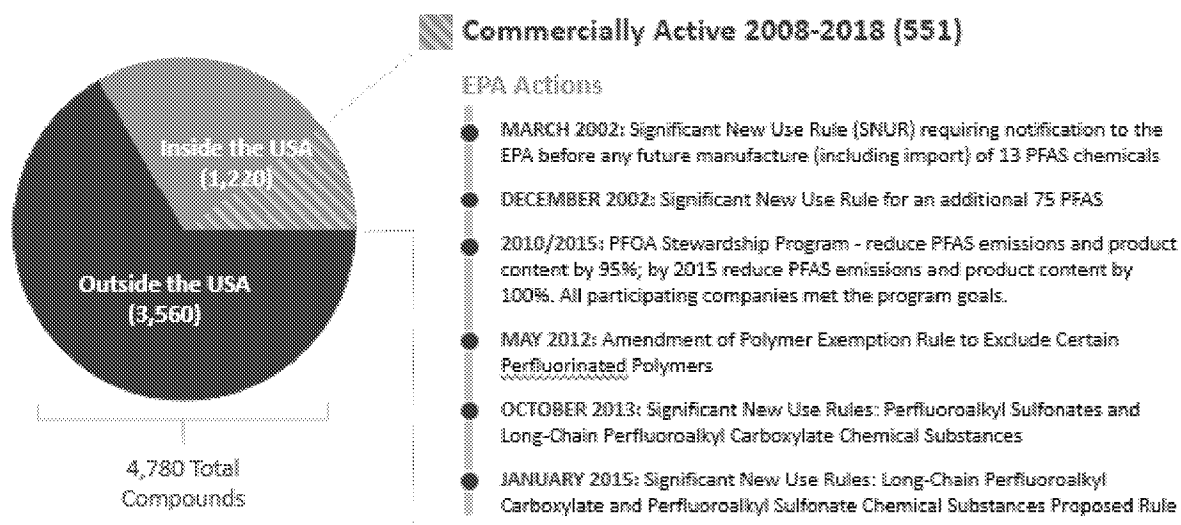 Commercially Active 2008-2018 (551)
EPA Actions
MARCH 2002: Significant New Use Rule (SNUR) requiring notification to the
EPA before any future manufacture (including import) of 13 PFAS chemicals
DECEMBER 2002: Significant New Use Rule for an additional 75 PFAS
2010/2015: PFOA Stewardship Program - reduce PFAS emissions and product
content by 95%; by 2015 reduce PFAS emissions and product content by
100%. All participating companies met the program goals.
MAY 2012: Amendment of Polymer Exemption Rule to Exclude Certain
Perfluorinated Polymers
OCTOBER 2013: Significant New Use Rules: Perfluoroalkyl Sulfonates and
Long-Chain Perfluoroalkyl Carboxylate Chemical Substances
JANUARY 2015: Significant New Use Rules: Long-Chain Perfluoroalkyl
Carboxylate and Perfluoroalkyl Sulfonate Chemical Substances Proposed Rule
Inside the USA
(1,220)
Outside the USA
(3,560)
4,780 Total
Compounds